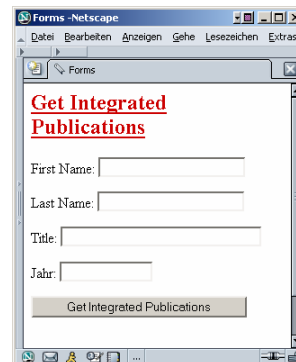 Forms - Netscape
Datei Bearbeiten Anzeigen Gehe Lesezeichen Extras
Forms
Get Integrated
Publications
First Name:
Last Name:
Title:
Jahr:
Get Integrated Publications
...